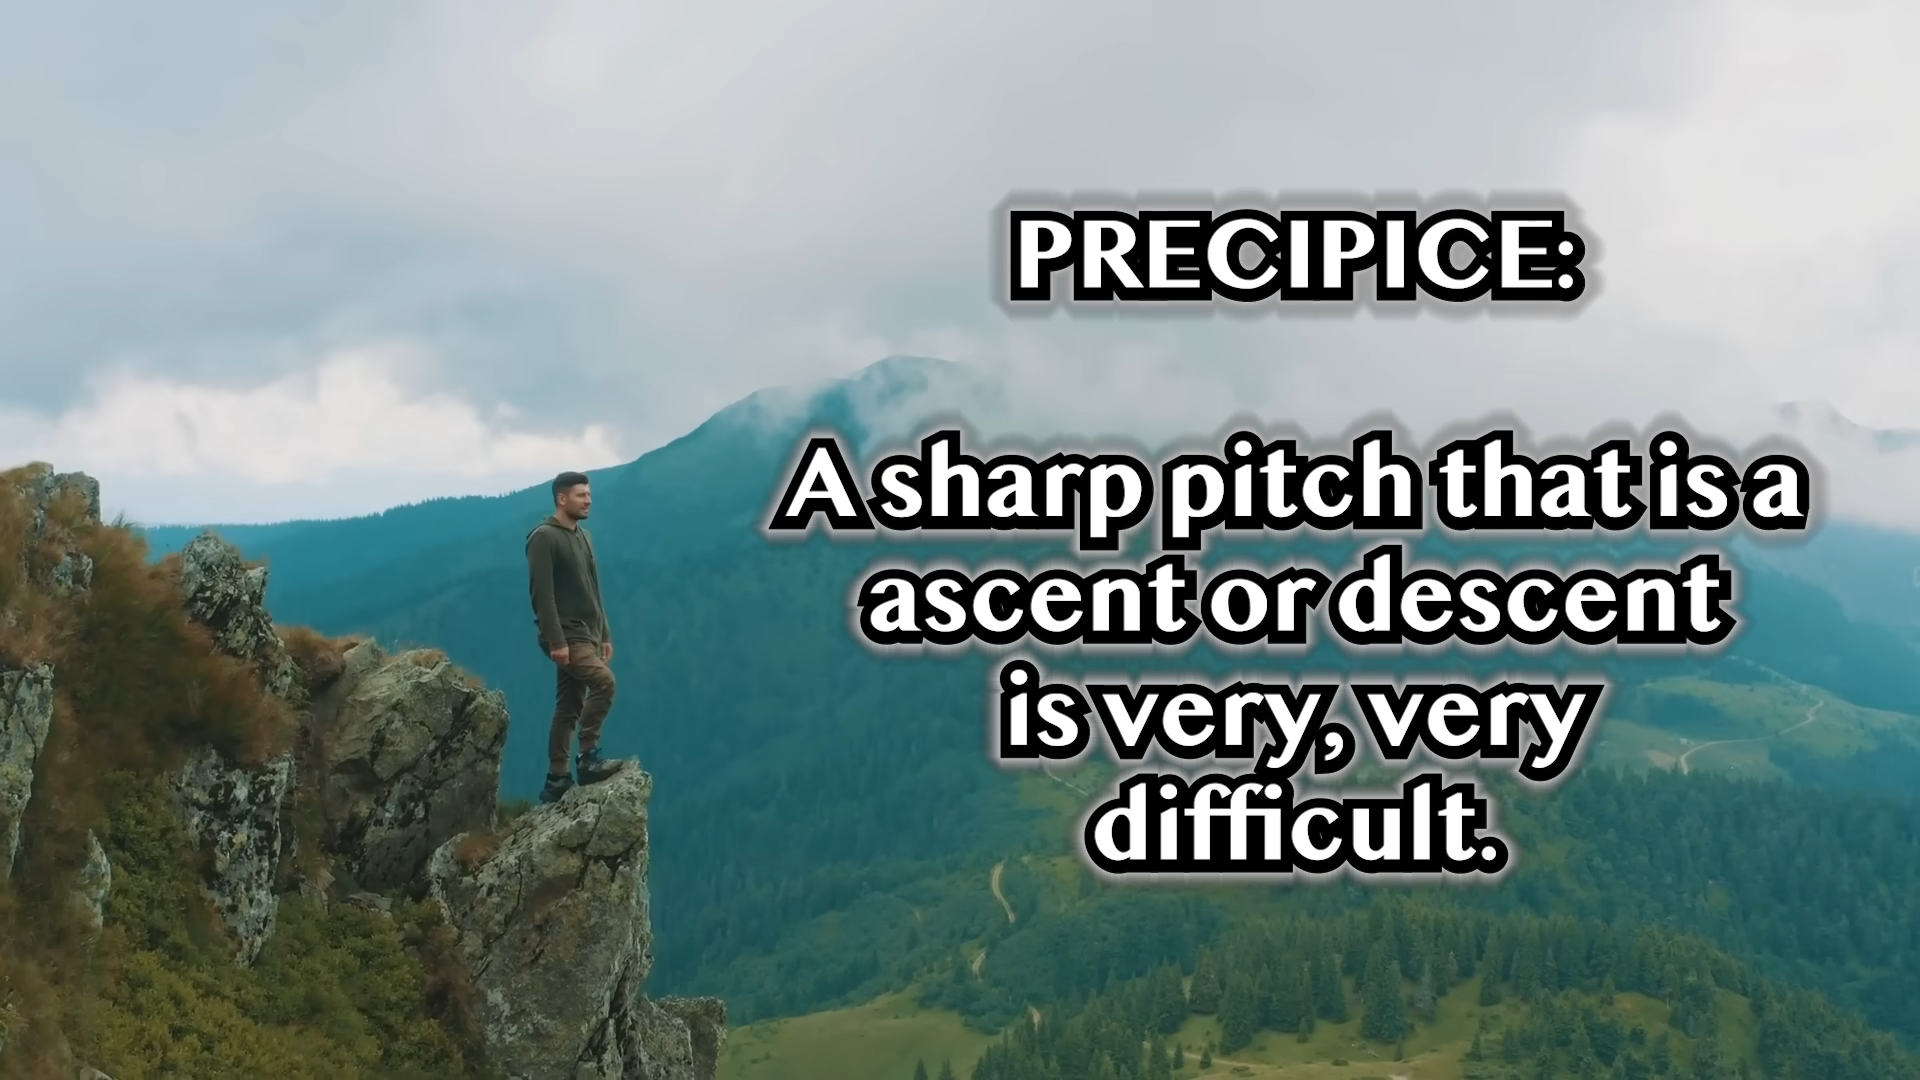 PRECIPICE:
A sharp pitch that is a
ascent or descent
is very, very
difficult.